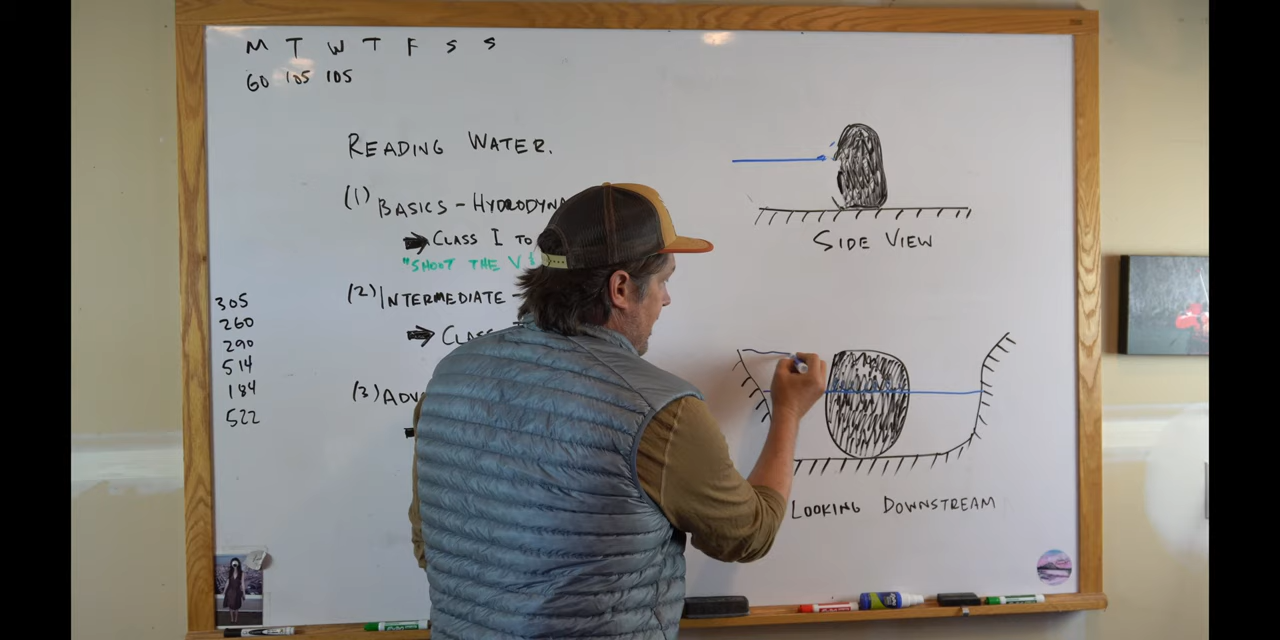 M T W T F S S
60 105 105
READING WATER.
(1) BASICS - HYDRODYNA
CLASS I TO
"SHOOT THE V
(2) INTERMEDIATE -
(3) ADV
305
260
290
514
184
522
SIDE VIEW
LOOKING DOWNSTREAM